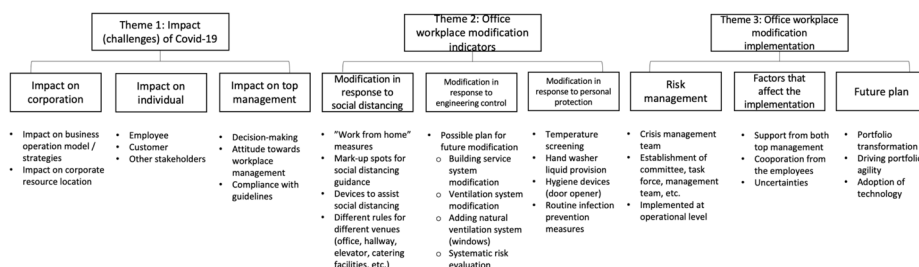 Theme 1: Impact
(challenges) of Covid-19
Theme 2: Office
workplace modification
indicators
Theme 3: Office workplace
modification
implementation
Impact on
corporation
Impact on
individual
Impact on top
management
Modification in
response to
social distancing
Modification in
response to
engineering control
Modification in
response to personal
protection
Risk
management
Factors that
affect the
implementation
Future plan
• Impact on business
operation model /
strategies
• Impact on corporate
resource location
• Employee
• Customer
• Other stakeholders
• Decision-making
• Attitude towards
workplace
management
• Compliance with
guidelines
• "Work from home"
measures
• Mark-up spots for
social distancing
guidance
• Devices to assist
social distancing
• Different rules for
different venues
(office, hallway,
elevator, catering
facilities, etc.)
• Possible plan for
future modification
o Building service
system
modification
o Ventilation system
modification
o Adding natural
ventilation system
(windows)
o Systematic risk
evaluation
• Temperature
screening
• Hand washer
liquid provision
• Hygiene devices
(door opener)
• Routine infection
prevention
measures
• Crisis management
team
• Establishment of
committee, task
force, management
team, etc.
• Implemented at
operational level
• Support from both
top management
• Cooporation from
the employees
• Uncertainties
• Portfolio
transformation
• Driving portfolio
agility
• Adoption of
technology